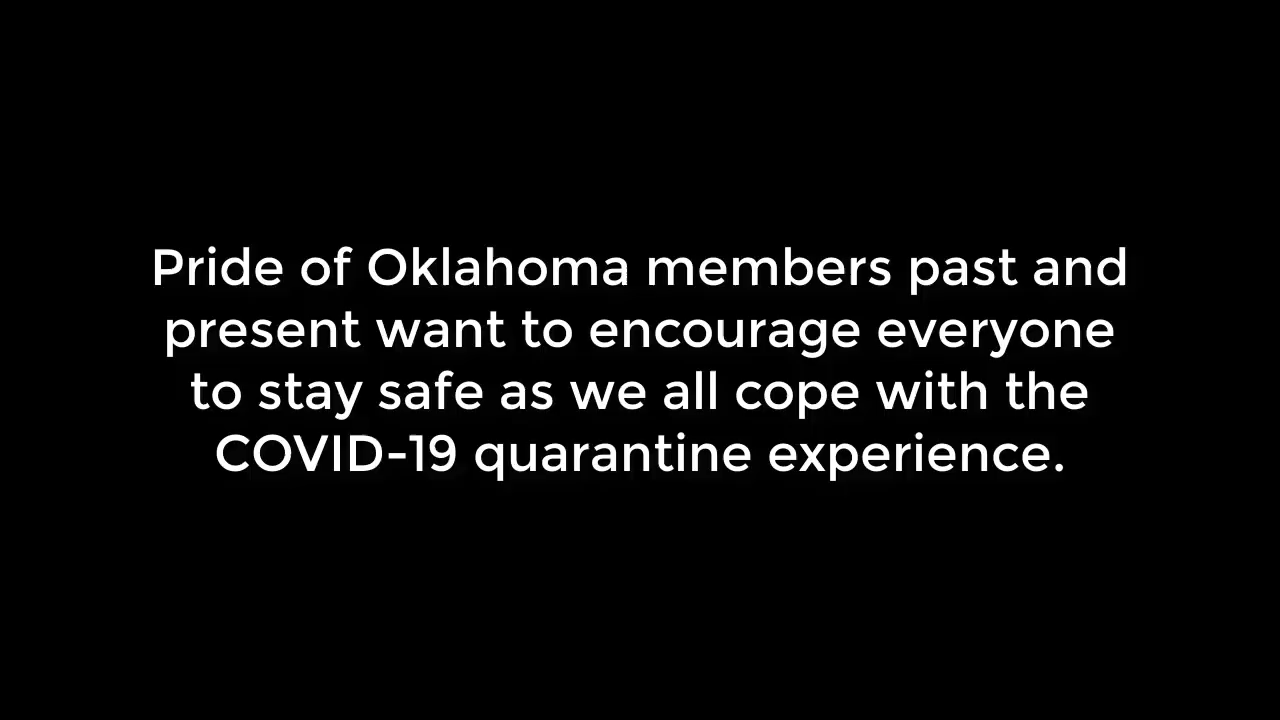 Pride of Oklahoma members past and
present want to encourage everyone
to stay safe as we all cope with the
COVID-19 quarantine experience.